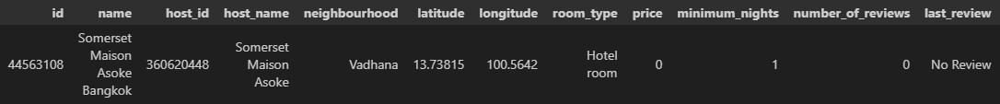 id name host_id host_name neighbourhood latitude longitude room_type price minimum_nights number_of_reviews last_review
44563108 Somerset Maison Asoke Bangkok 360620448 Somerset Maison Asoke Vadhana 13.73815 100.5642 Hotel room 0 1 0 No Review